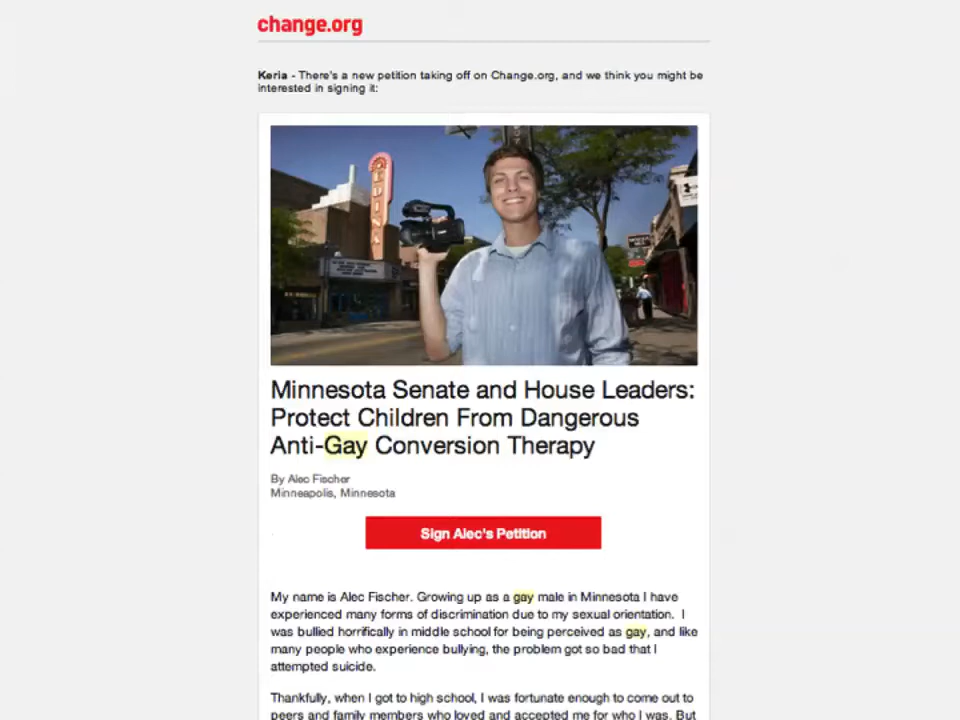 change.org
Keria - There's a new petition taking off on Change.org, and we think you might be
interested in signing it:
EDINA
Minnesota Senate and House Leaders:
Protect Children From Dangerous
Anti-Gay Conversion Therapy
By Alec Fischer
Minneapolis, Minnesota
Sign Alec's Petition
My name is Alec Fischer. Growing up as a gay male in Minnesota I have
experienced many forms of discrimination due to my sexual orientation. I
was bullied horrifically in middle school for being perceived as gay, and like
many people who experience bullying, the problem got so bad that I
attempted suicide.
Thankfully, when I got to high school, I was fortunate enough to come out to
peers and family members who loved and accepted me for who I was. But